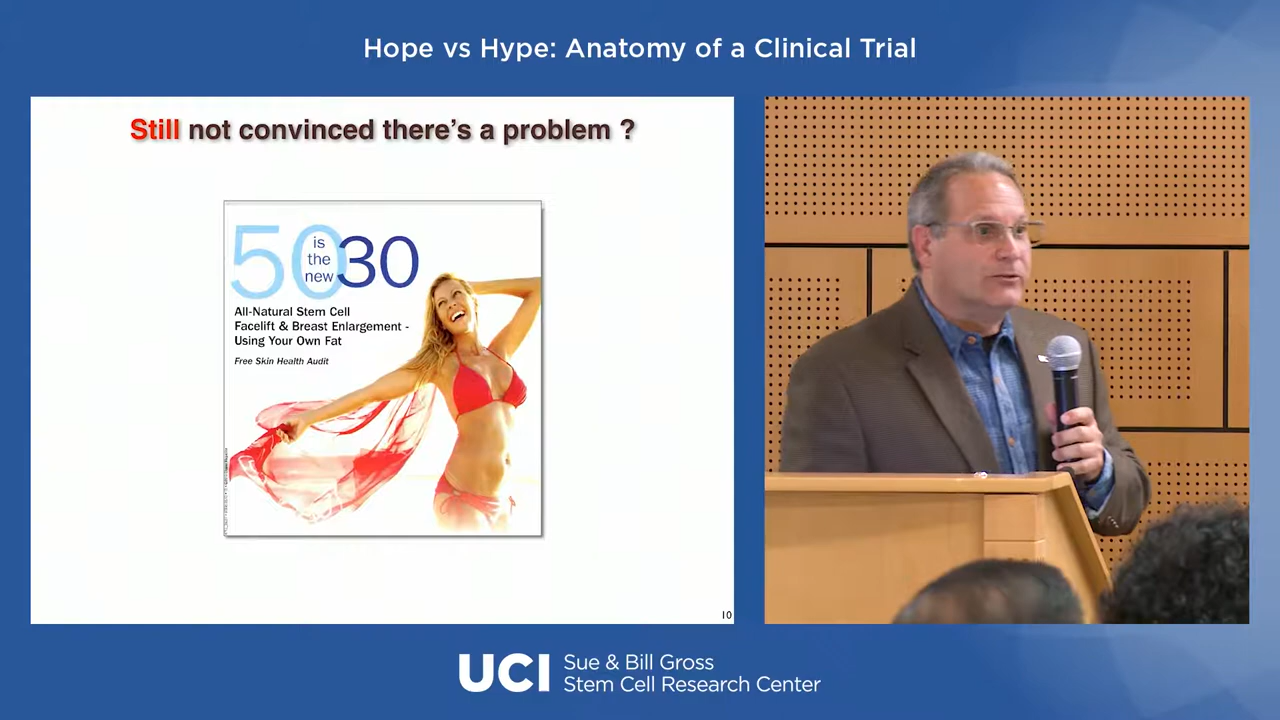 Hope vs Hype: Anatomy of a Clinical Trial
Still not convinced there's a problem ?
50 is the new 30
All-Natural Stem Cell
Facelift & Breast Enlargement -
Using Your Own Fat
Free Skin Health Audit
10
UCI
Sue & Bill Gross
Stem Cell Research Center